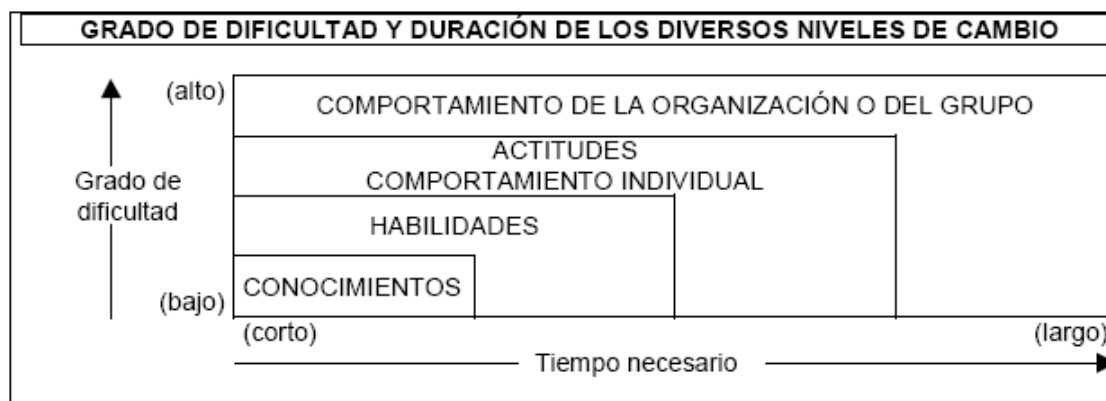 GRADO DE DIFICULTAD Y DURACIÓN DE LOS DIVERSOS NIVELES DE CAMBIO
(alto)
COMPORTAMIENTO DE LA ORGANIZACIÓN O DEL GRUPO
ACTITUDES
COMPORTAMIENTO INDIVIDUAL
Grado de
dificultad
HABILIDADES
CONOCIMIENTOS
(bajo)
(corto)
(largo)
Tiempo necesario